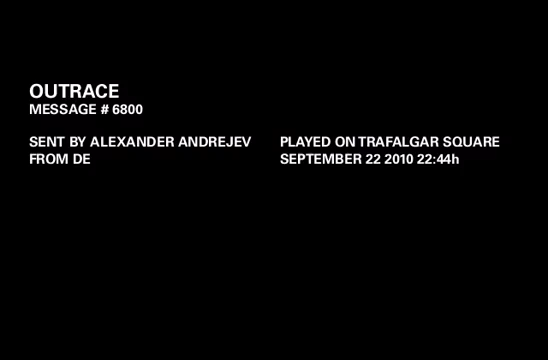 OUTRACE
MESSAGE # 6800
SENT BY ALEXANDER ANDREJEV
FROM DE
PLAYED ON TRAFALGAR SQUARE
SEPTEMBER 22 2010 22:44h